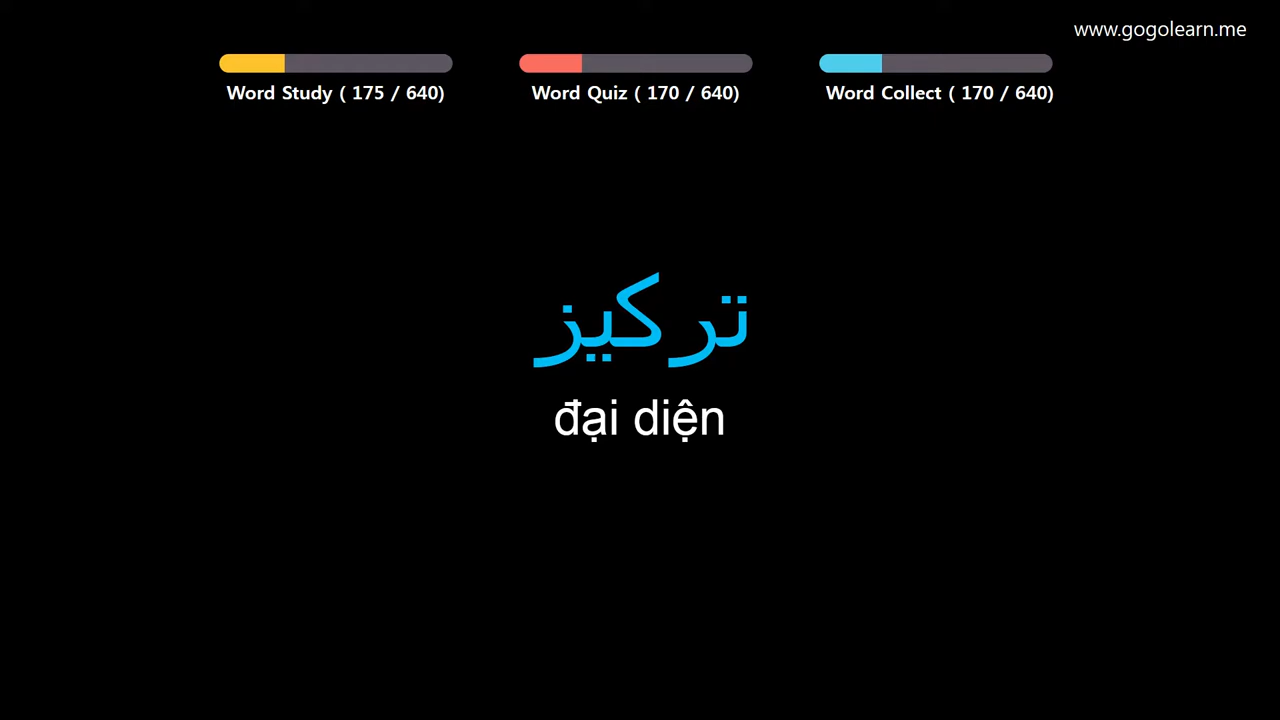 www.gogolearn.me
Word Study ( 175 / 640)
Word Quiz ( 170 / 640)
Word Collect ( 170 / 640)
تركيز
đại diện